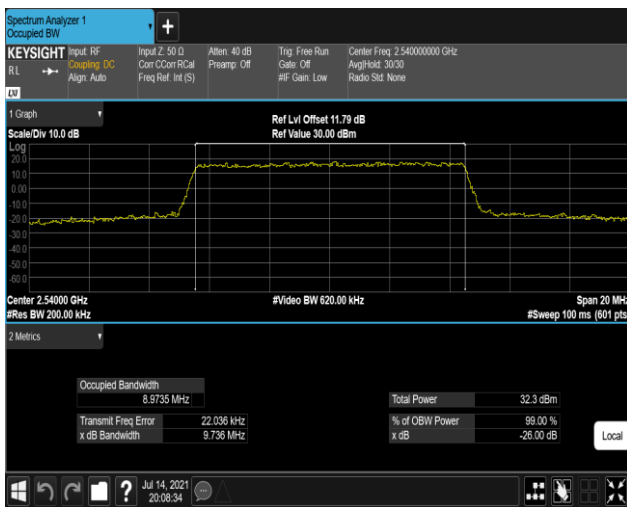 Spectrum Analyzer 1
Occupied BW
+
KEYSIGHT Input: RF Input Z: 50 Ω Atten: 40 dB Trig: Free Run Center Freq: 2.540000000 GHz
RL Coupling: DC Corr CCorr RCal Preamp: Off Gate: Off Avg|Hold: 30/30
Align: Auto Freq Ref: Int (S) #IF Gain: Low Radio Std: None
LXI
1 Graph Ref Lvl Offset 11.79 dB
Scale/Div 10.0 dB Ref Value 30.00 dBm
Log
20.0
10.0
0.00
-10.0
-20.0
-30.0
-40.0
-50.0
-60.0
Center 2.54000 GHz #Video BW 620.00 kHz Span 20 MHz
#Res BW 200.00 kHz #Sweep 100 ms (601 pts
2 Metrics
Occupied Bandwidth
8.9735 MHz Total Power 32.3 dBm
Transmit Freq Error 22.036 kHz % of OBW Power 99.00 %
x dB Bandwidth 9.736 MHz x dB -26.00 dB
Local
? Jul 14, 2021
20:08:34